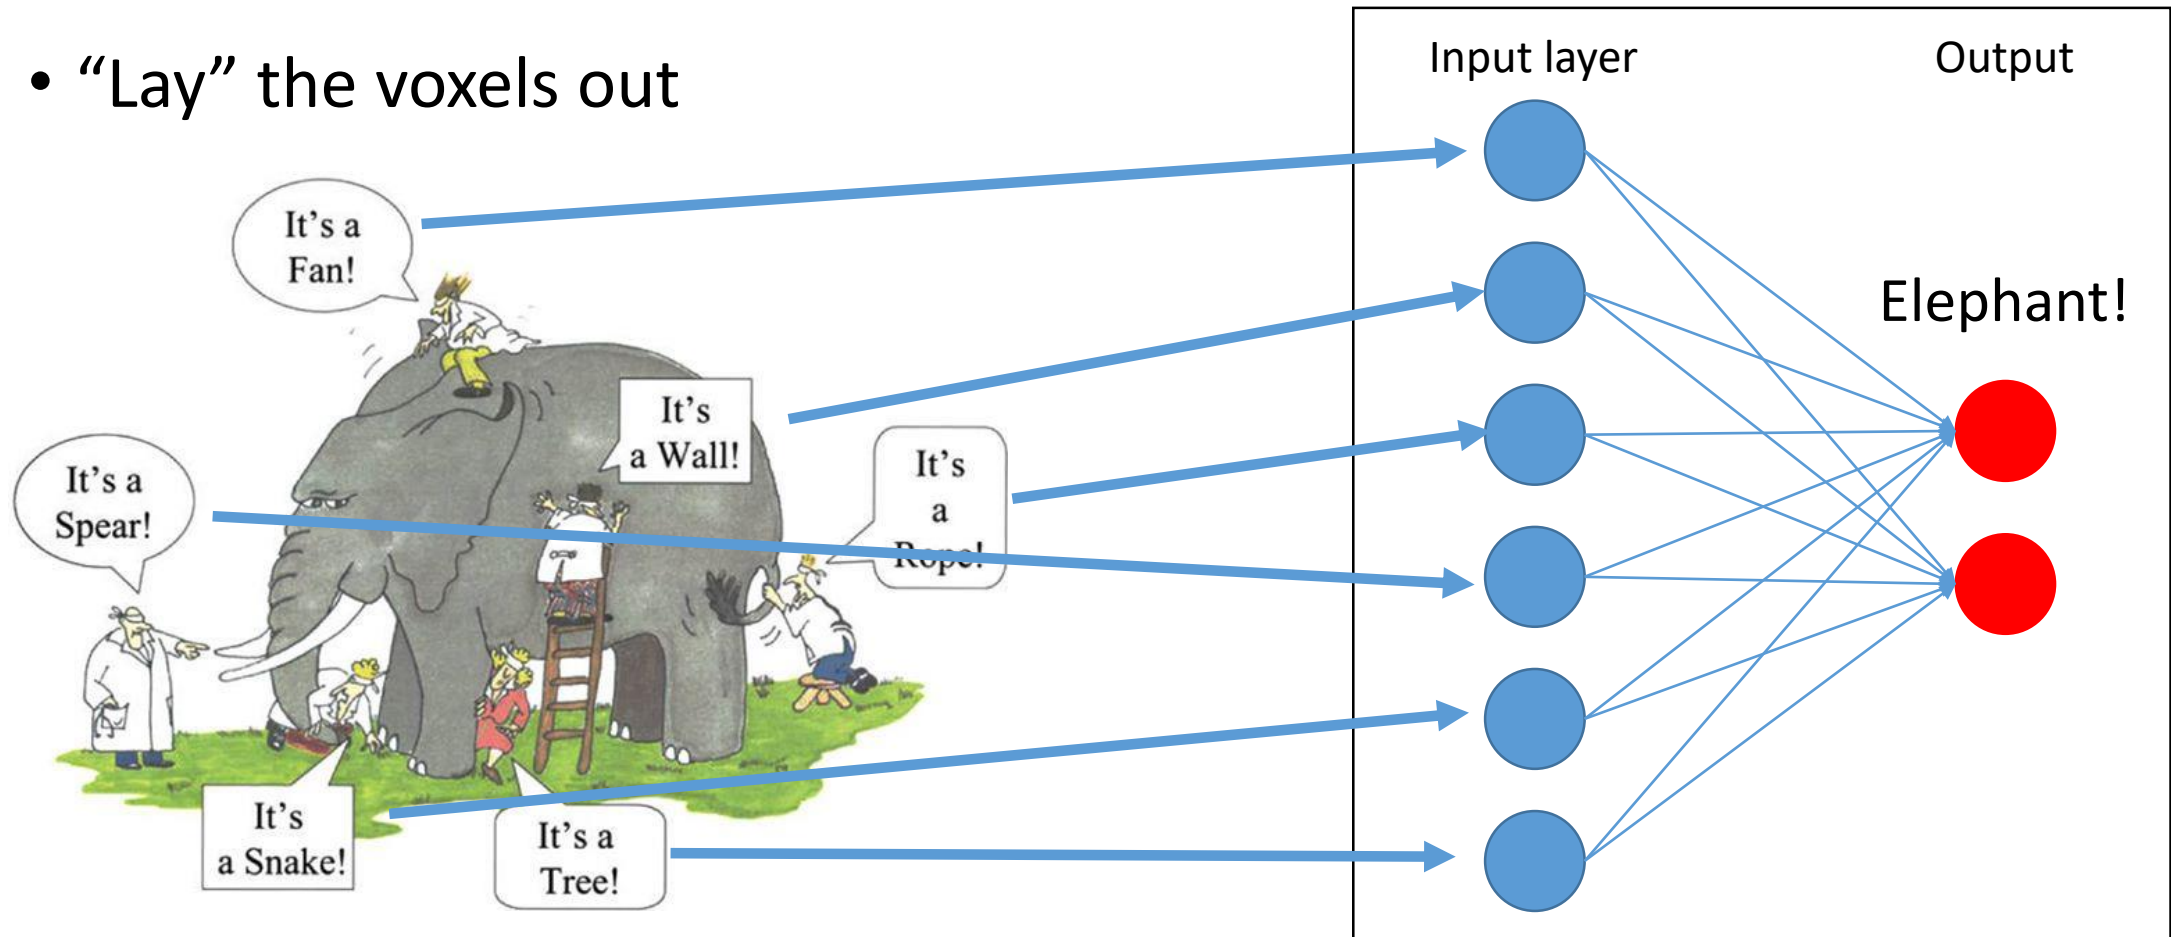 • “Lay” the voxels out
Input layer
Output
It’s a
Fan!
Elephant!
It’s
a Wall!
It’s a
Spear!
It’s
a
Rope!
It’s
a Snake!
It’s a
Tree!